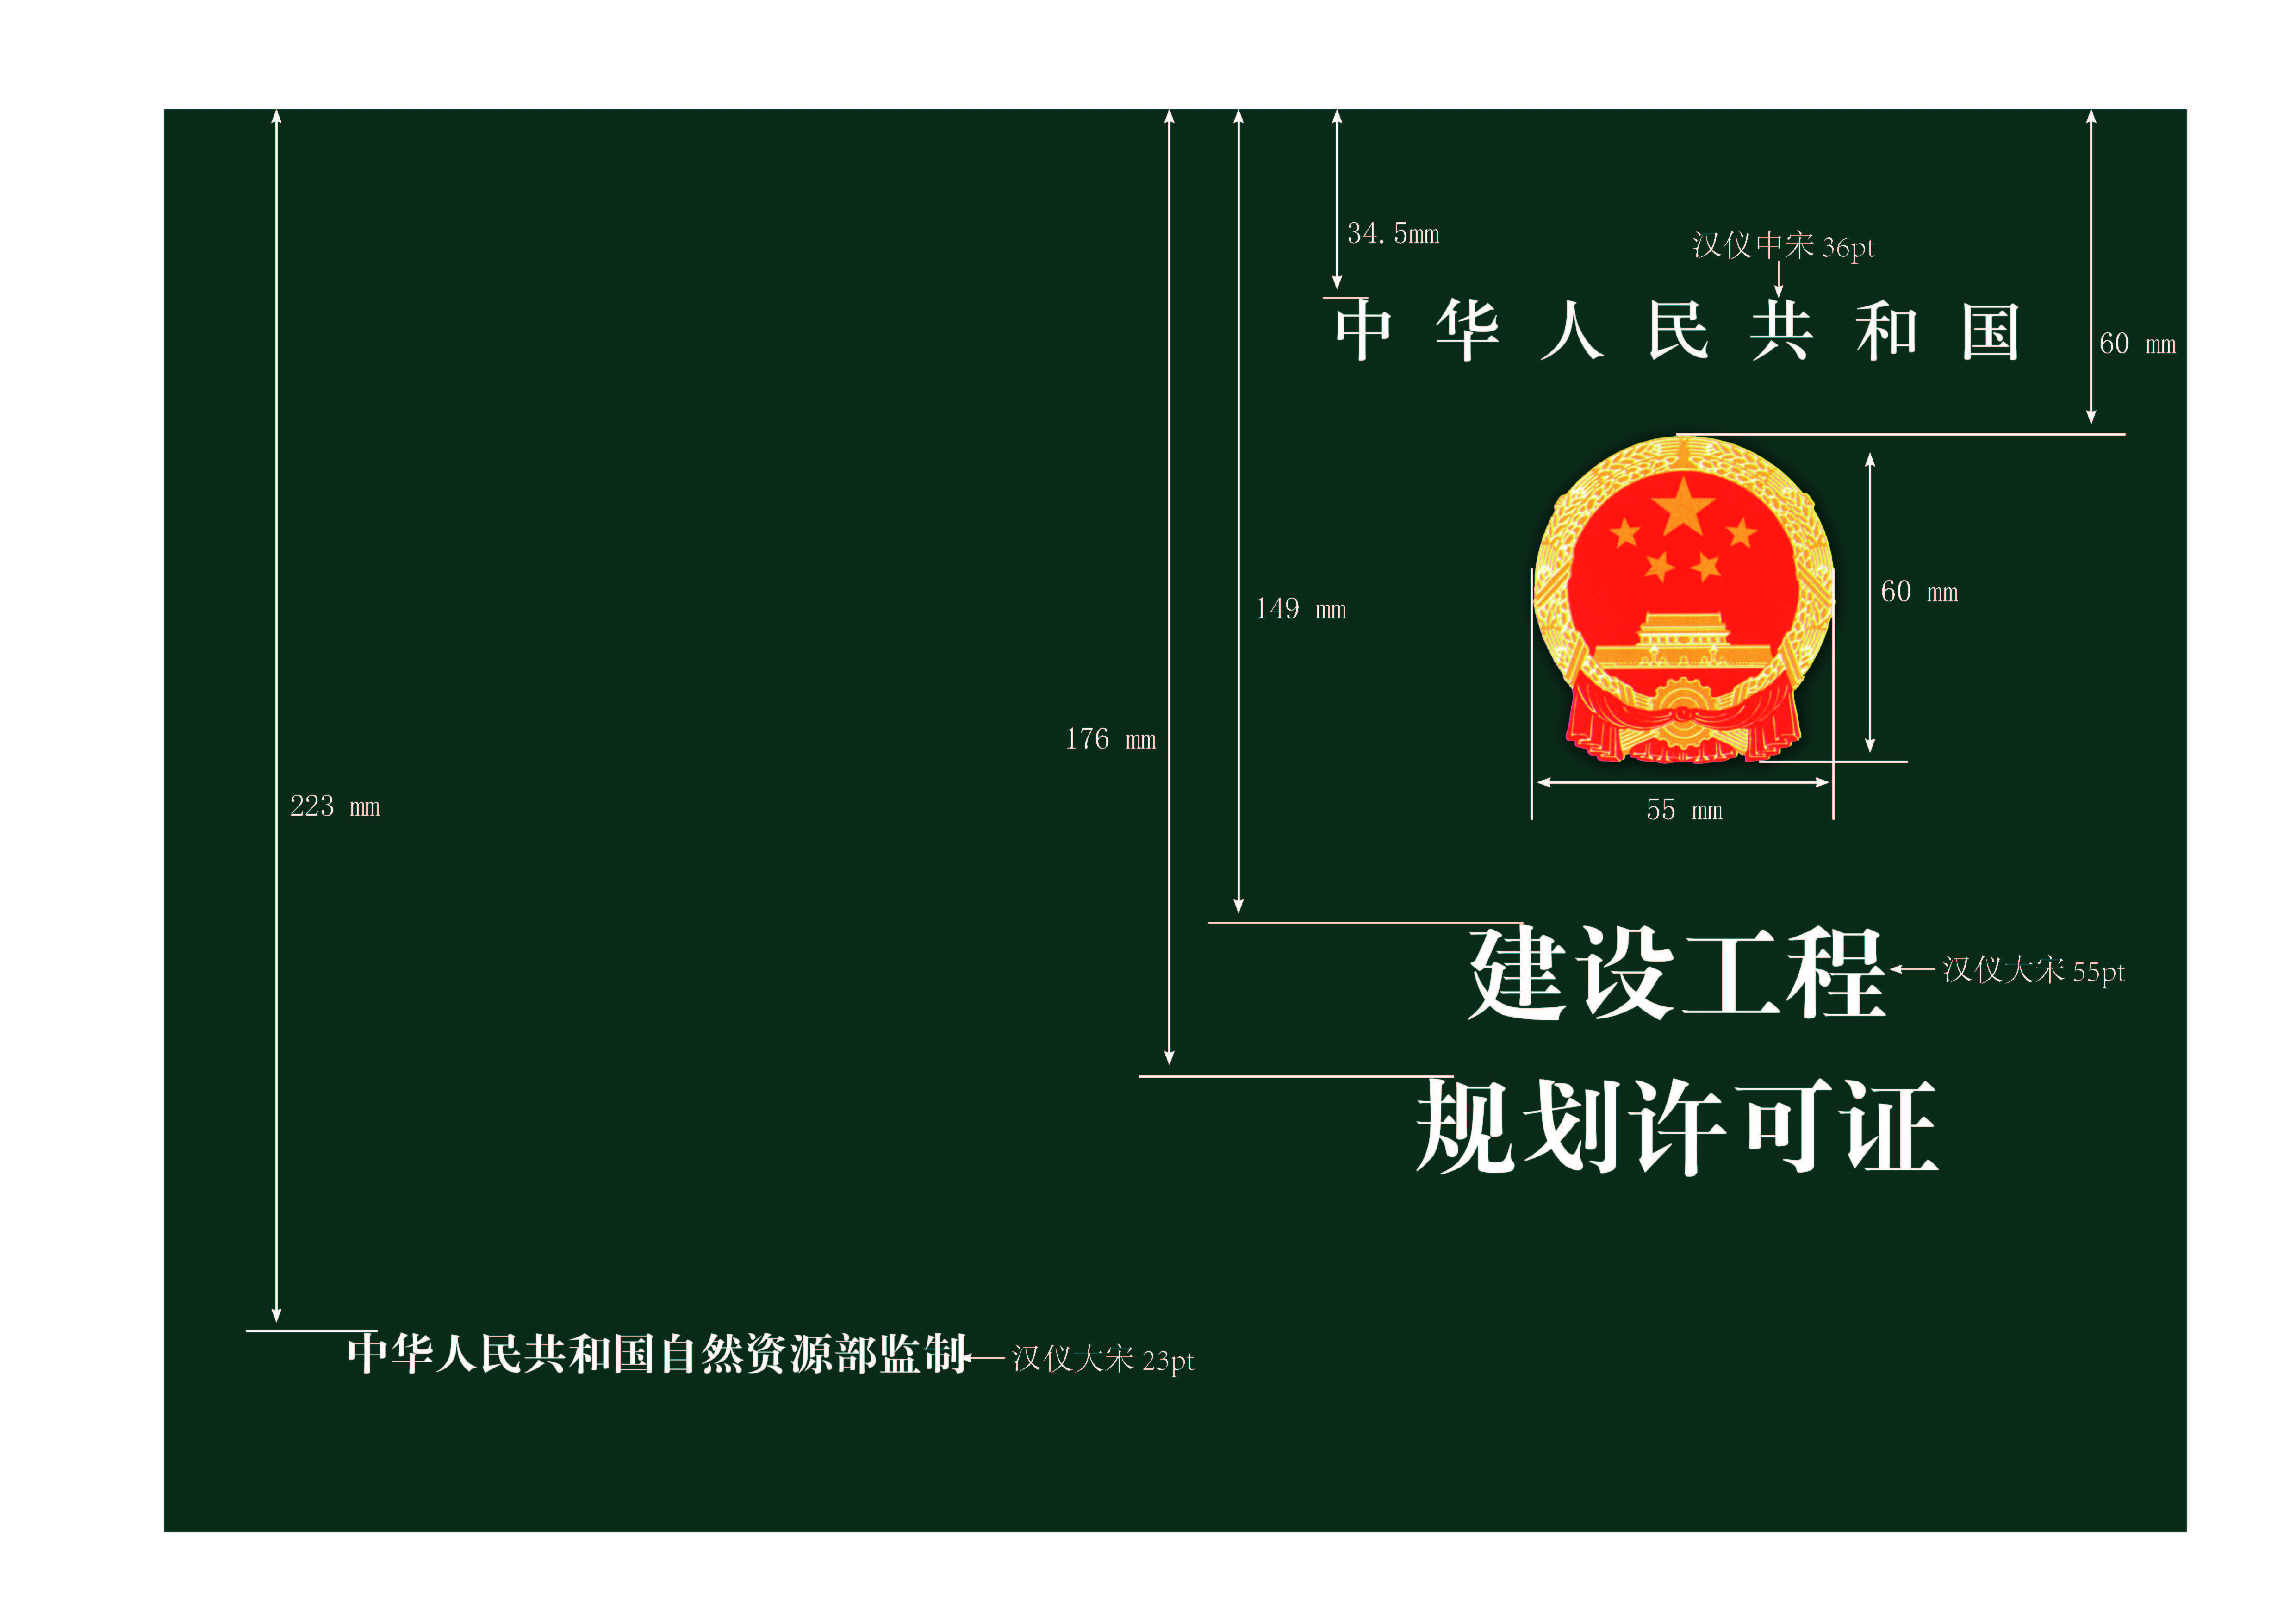 34.5mm
汉仪中宋 36pt
中华人民共和国
60 mm
60 mm
149 mm
176 mm
223 mm
55 mm
建设工程
汉仪大宋 55pt
规划许可证
中华人民共和国自然资源部监制
汉仪大宋 23pt